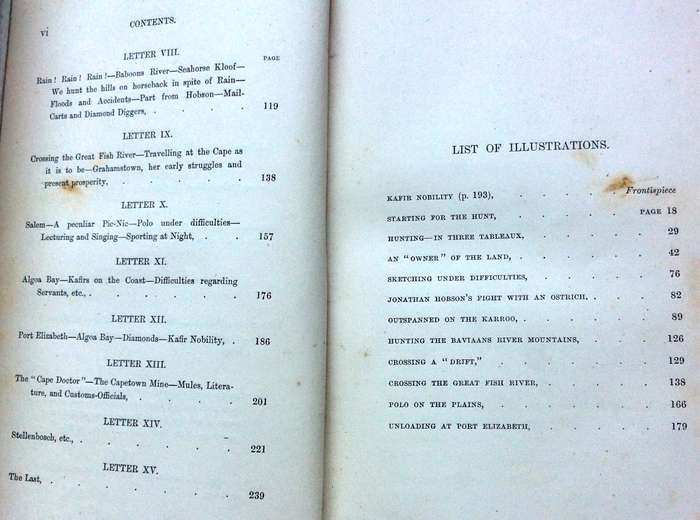 vi
CONTENTS.
LETTER VIII.
PAGE
Rain! Rain! Rain!—Baboons River—Seahorse Kloof—
We hunt the hills on horseback in spite of Rain—
Floods and Accidents—Part from Hobson—Mail-
Carts and Diamond Diggers, . . . . 119
LETTER IX.
Crossing the Great Fish River—Travelling at the Cape as
it is to be—Grahamstown, her early struggles and
present prosperity, . . . . . 138
LETTER X.
Salem—A peculiar Pic-Nic—Polo under difficulties—
Lecturing and Singing—Sporting at Night, . . 157
LETTER XI.
Algoa Bay—Kafirs on the Coast—Difficulties regarding
Servants, etc., . . . . . . 176
LETTER XII.
Port Elizabeth—Algoa Bay—Diamonds—Kafir Nobility, . 186
LETTER XIII.
The "Cape Doctor"—The Capetown Mine—Mules, Litera-
ture, and Customs-Officials, . . . . 201
LETTER XIV.
Stellenbosch, etc., . . . . . . 221
LETTER XV.
The Last, . . . . . . . 239
LIST OF ILLUSTRATIONS.
KAFIR NOBILITY (p. 193), . . . . . Frontispiece
STARTING FOR THE HUNT, . . . . . PAGE 18
HUNTING—IN THREE TABLEAUX, . . . . . 29
AN "OWNER" OF THE LAND, . . . . . 42
SKETCHING UNDER DIFFICULTIES, . . . . . 76
JONATHAN HOBSON'S FIGHT WITH AN OSTRICH, . . . 82
OUTSPANNED ON THE KARROO, . . . . . 89
HUNTING THE BAVIAANS RIVER MOUNTAINS, . . . 126
CROSSING A "DRIFT," . . . . . . 129
CROSSING THE GREAT FISH RIVER, . . . . . 138
POLO ON THE PLAINS, . . . . . . 166
UNLOADING AT PORT ELIZABETH, . . . . . 179